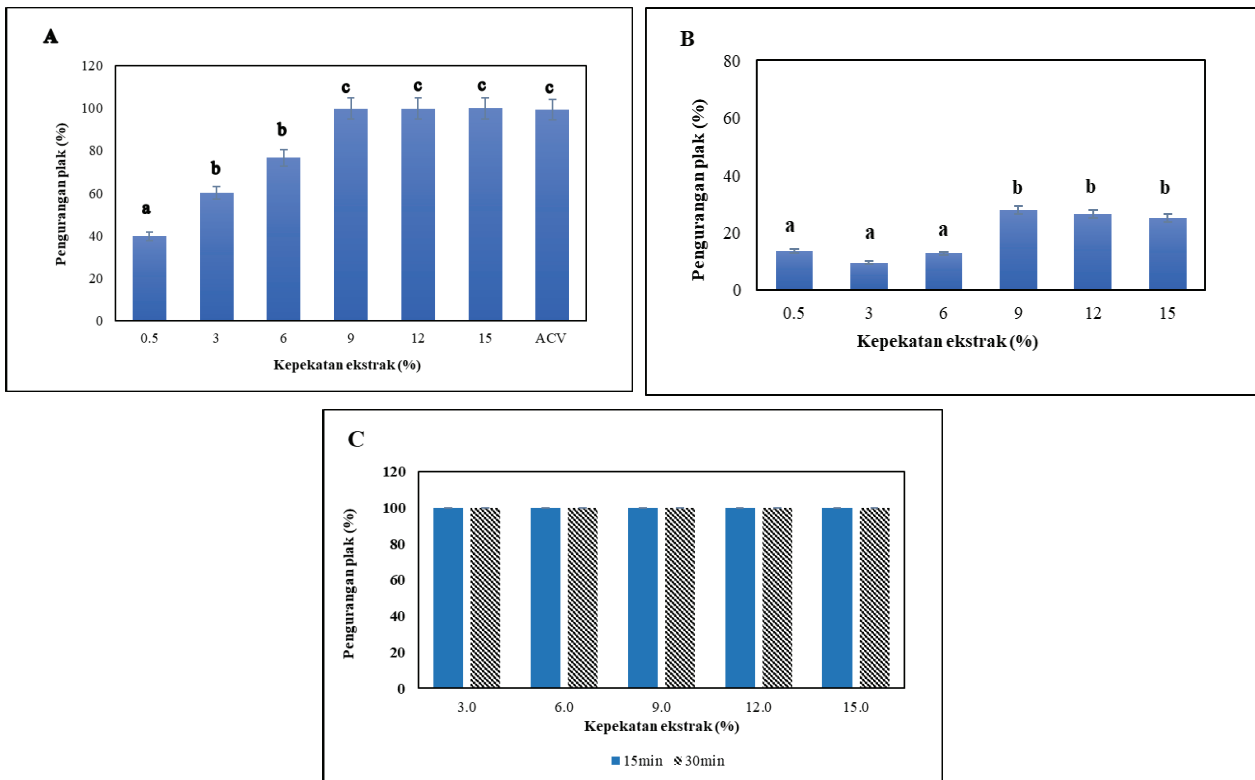 A
Pengurangan plak (%)
120
100
80
60
40
20
0
a
b
b
c
c
c
c
0.5 3 6 9 12 15 ACV
Kepekatan ekstrak (%)
B
Pengurangan plak (%)
80
60
40
20
0
a
a
a
b
b
b
0.5 3 6 9 12 15
Kepekatan ekstrak (%)
C
Pengurangan plak (%)
120
100
80
60
40
20
0
3.0 6.0 9.0 12.0 15.0
Kepekatan ekstrak (%)
15min 30min